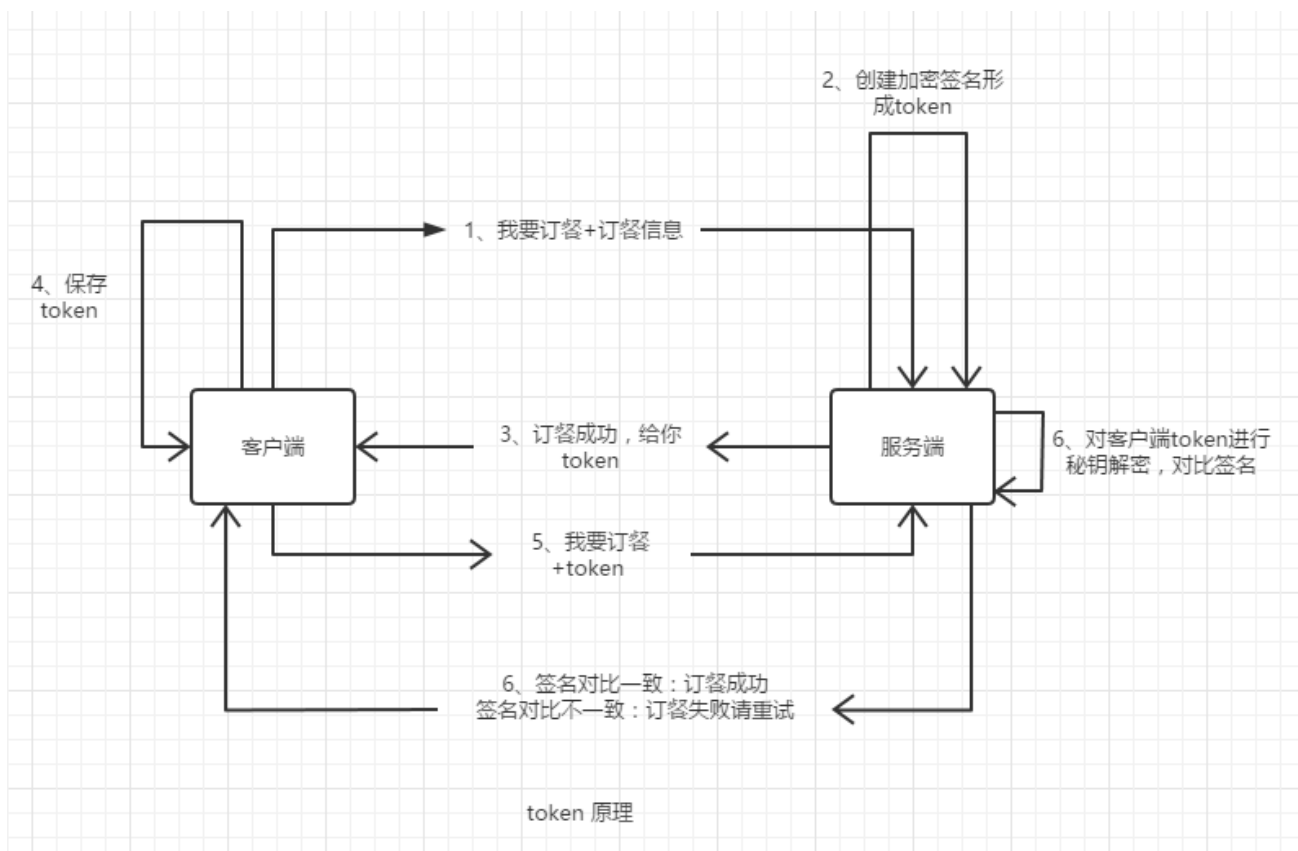 2、创建加密签名形
成token
1、我要订餐+订餐信息
4、保存
token
客户端
3、订餐成功，给你
token
服务端
6、对客户端token进行
秘钥解密，对比签名
5、我要订餐
+token
6、签名对比一致：订餐成功
签名对比不一致：订餐失败请重试
token 原理